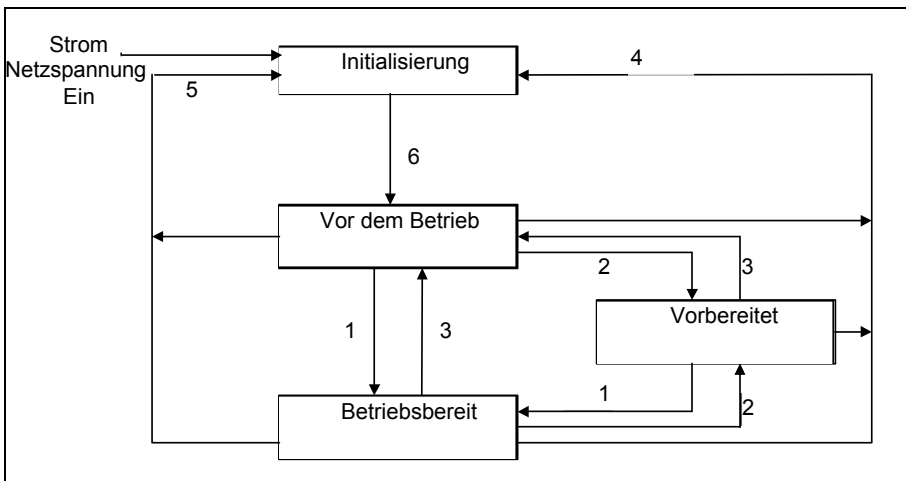 Strom
Netzspannung
Ein
Initialisierung
4
5
6
Vor dem Betrieb
2
3
Vorbereitet
1
3
1
Betriebsbereit
2